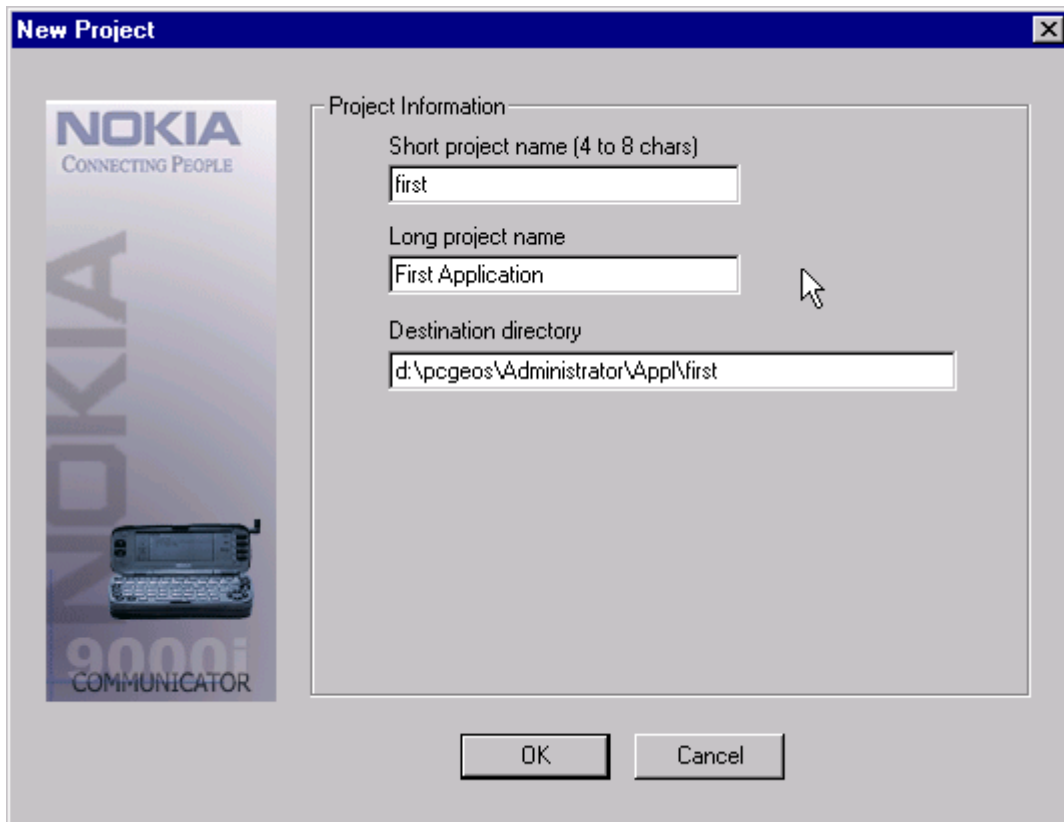 New Project
NOKIA
CONNECTING PEOPLE
NOKIA
9000i
COMMUNICATOR
Project Information
Short project name (4 to 8 chars)
first
Long project name
First Application
Destination directory
d:\pcgeos\Administrator\Appl\first
OK
Cancel